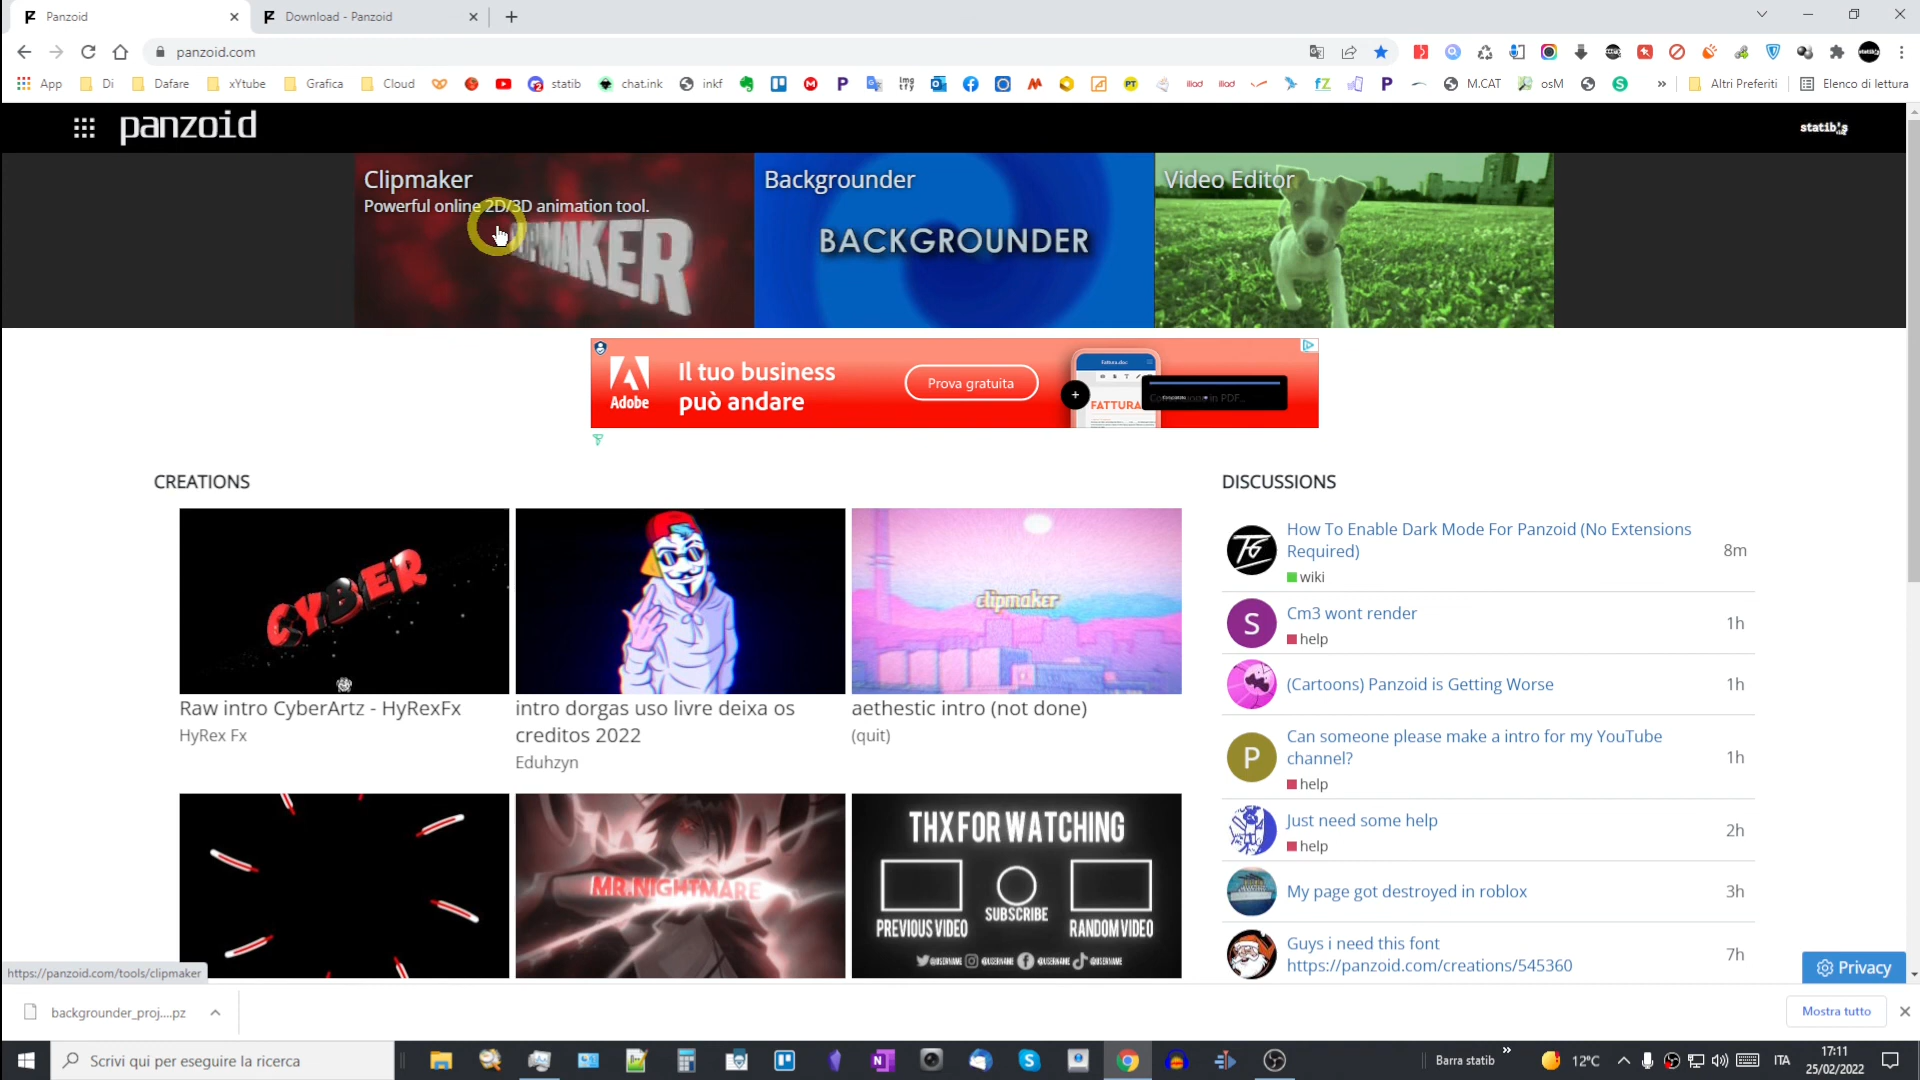 Panzoid
Download - Panzoid
panzoid.com
App
Di
Dafare
xYtube
Grafica
Cloud
statib
chat.ink
inkf
M.CAT
osM
Altri Preferiti
Elenco di lettura
panzoid
statib's
Clipmaker
Powerful online 2D/3D animation tool.
Backgrounder
BACKGROUNDER
Video Editor
Adobe
Il tuo business
può andare
Prova gratuita
FATTURA
CREATIONS
DISCUSSIONS
CYBER
clipmaker
Raw intro CyberArtz - HyRexFx
HyRex Fx
intro dorgas uso livre deixa os
creditos 2022
Eduhzyn
aethestic intro (not done)
(quit)
MR.NIGHTMARE
THX FOR WATCHING
PREVIOUS VIDEO
SUBSCRIBE
RANDOM VIDEO
@USERNAME
@USERNAME
@USERNAME
@USERNAME
How To Enable Dark Mode For Panzoid (No Extensions
Required)
8m
wiki
S
Cm3 wont render
1h
help
(Cartoons) Panzoid is Getting Worse
1h
P
Can someone please make a intro for my YouTube
channel?
1h
help
Just need some help
2h
help
My page got destroyed in roblox
3h
Guys i need this font
https://panzoid.com/creations/545360
7h
Privacy
https://panzoid.com/tools/clipmaker
backgrounder_proj....pz
Mostra tutto
Scrivi qui per eseguire la ricerca
Barra statib
12°C
ITA
17:11
25/02/2022